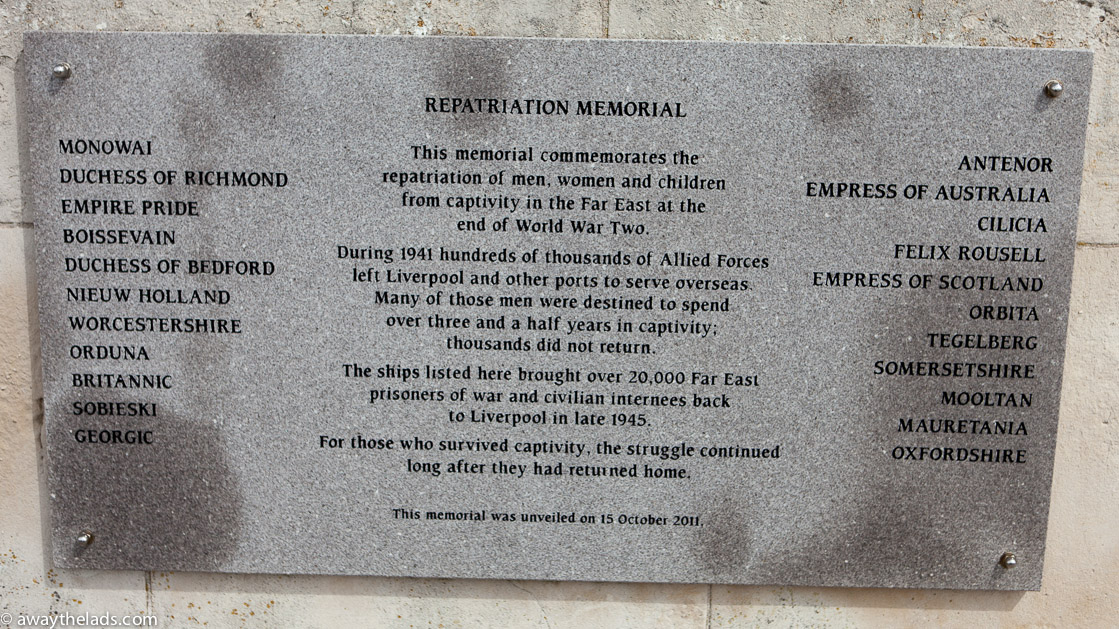 REPATRIATION MEMORIAL
MONOWAI
DUCHESS OF RICHMOND
EMPIRE PRIDE
BOISSEVAIN
DUCHESS OF BEDFORD
NIEUW HOLLAND
WORCESTERSHIRE
ORDUNA
BRITANNIC
SOBIESKI
GEORGIC
This memorial commemorates the
repatriation of men, women and children
from captivity in the Far East at the
end of World War Two.
During 1941 hundreds of thousands of Allied Forces
left Liverpool and other ports to serve overseas.
Many of those men were destined to spend
over three and a half years in captivity;
thousands did not return.
The ships listed here brought over 20,000 Far East
prisoners of war and civilian internees back
to Liverpool in late 1945.
For those who survived captivity, the struggle continued
long after they had returned home.
This memorial was unveiled on 15 October 2011.
ANTENOR
EMPRESS OF AUSTRALIA
CILICIA
FELIX ROUSELL
EMPRESS OF SCOTLAND
ORBITA
TEGELBERG
SOMERSETSHIRE
MOOLTAN
MAURETANIA
OXFORDSHIRE
© awaythelads.com